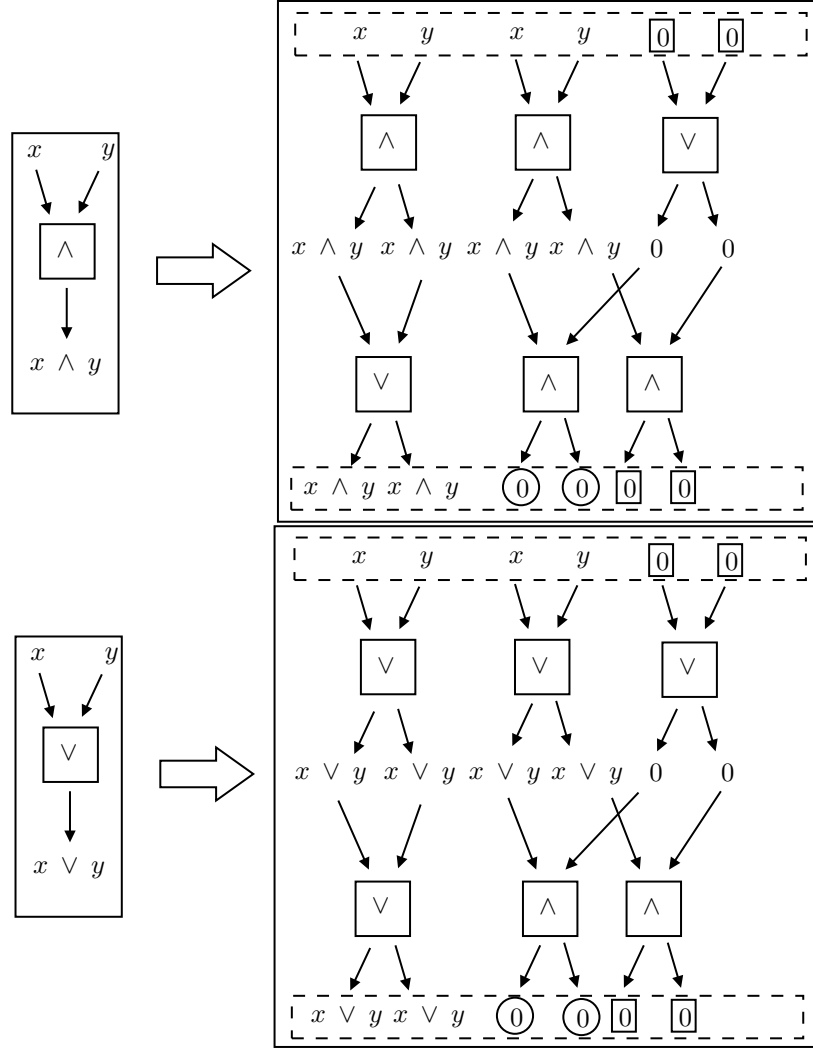 x y x y 0 0
∧ ∧ ∨
x y
∧
x ∧ y
x ∧ y x ∧ y x ∧ y x ∧ y 0 0
∨ ∧ ∧
x ∧ y x ∧ y 0 0 0 0
x y x y 0 0
∨ ∨ ∨
x y
∨
x ∨ y
x ∨ y x ∨ y x ∨ y x ∨ y 0 0
∨ ∧ ∧
x ∨ y x ∨ y 0 0 0 0